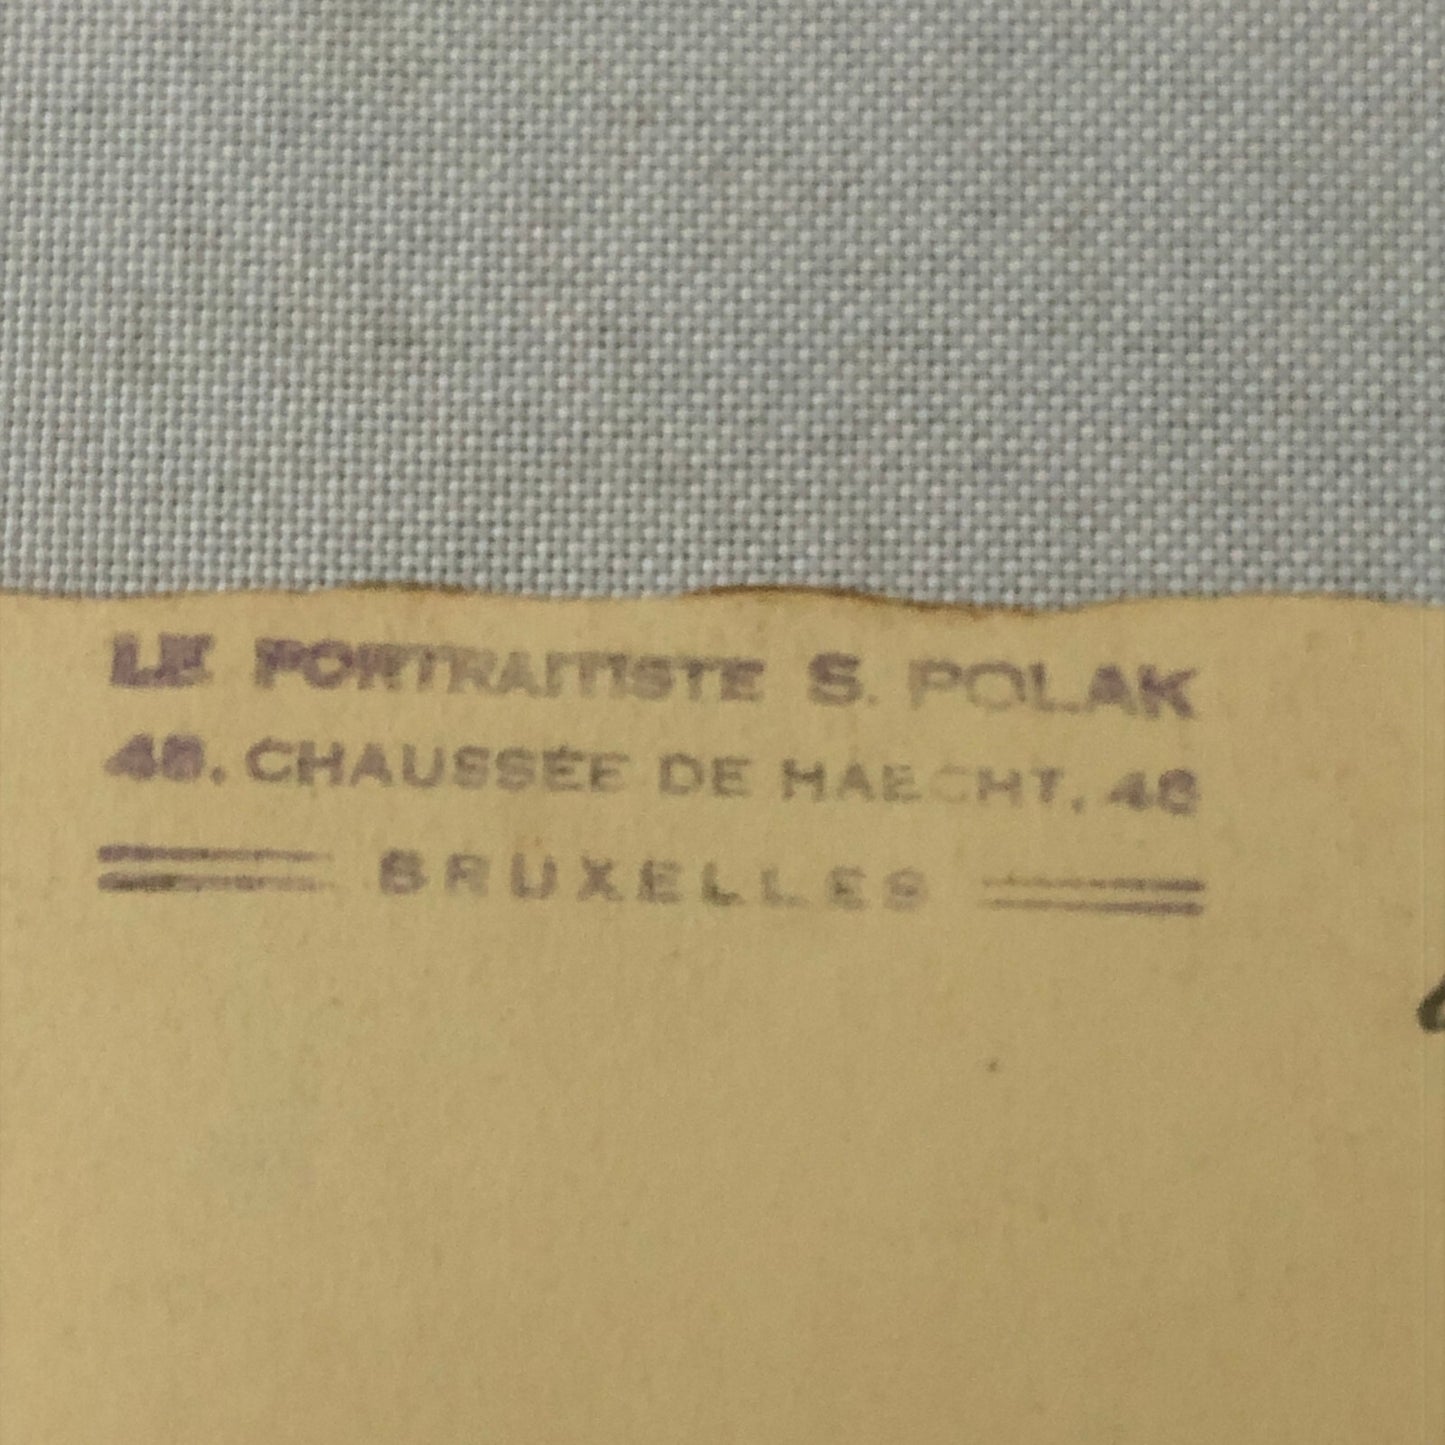 LE PORTRAITISTE S. POLAK
48, CHAUSSÉE DE HAECHT, 48
BRUXELLES